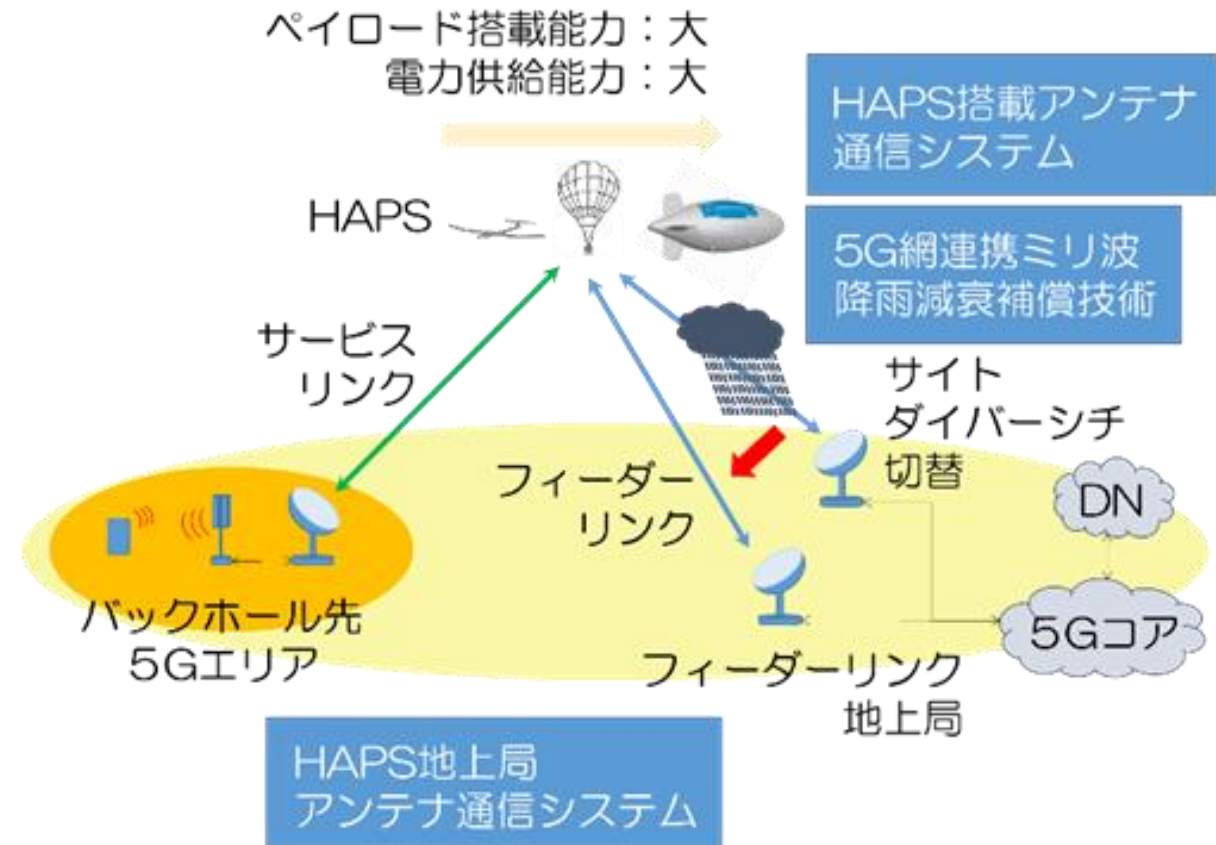 ペイロード搭載能力：大
電力供給能力：大
HAPS搭載アンテナ
通信システム
HAPS
5G網連携ミリ波
降雨減衰補償技術
サービス
リンク
サイト
ダイバーシチ
切替
フィーダー
リンク
DN
バックホール先
5Gエリア
5Gコア
フィーダーリンク
地上局
HAPS地上局
アンテナ通信システム